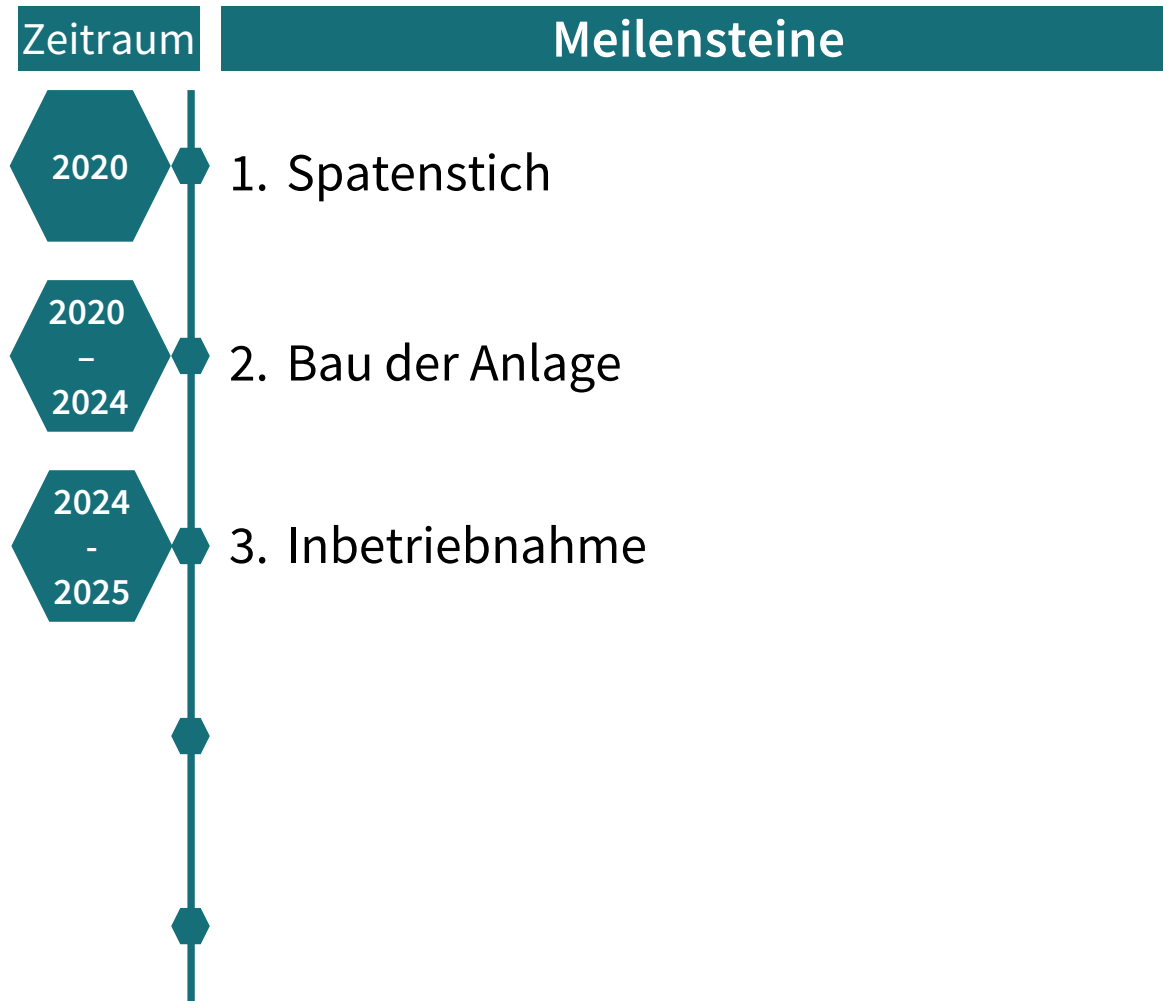 Zeitraum
Meilensteine
2020
1. Spatenstich
2020
–
2024
2. Bau der Anlage
2024
-
2025
3. Inbetriebnahme